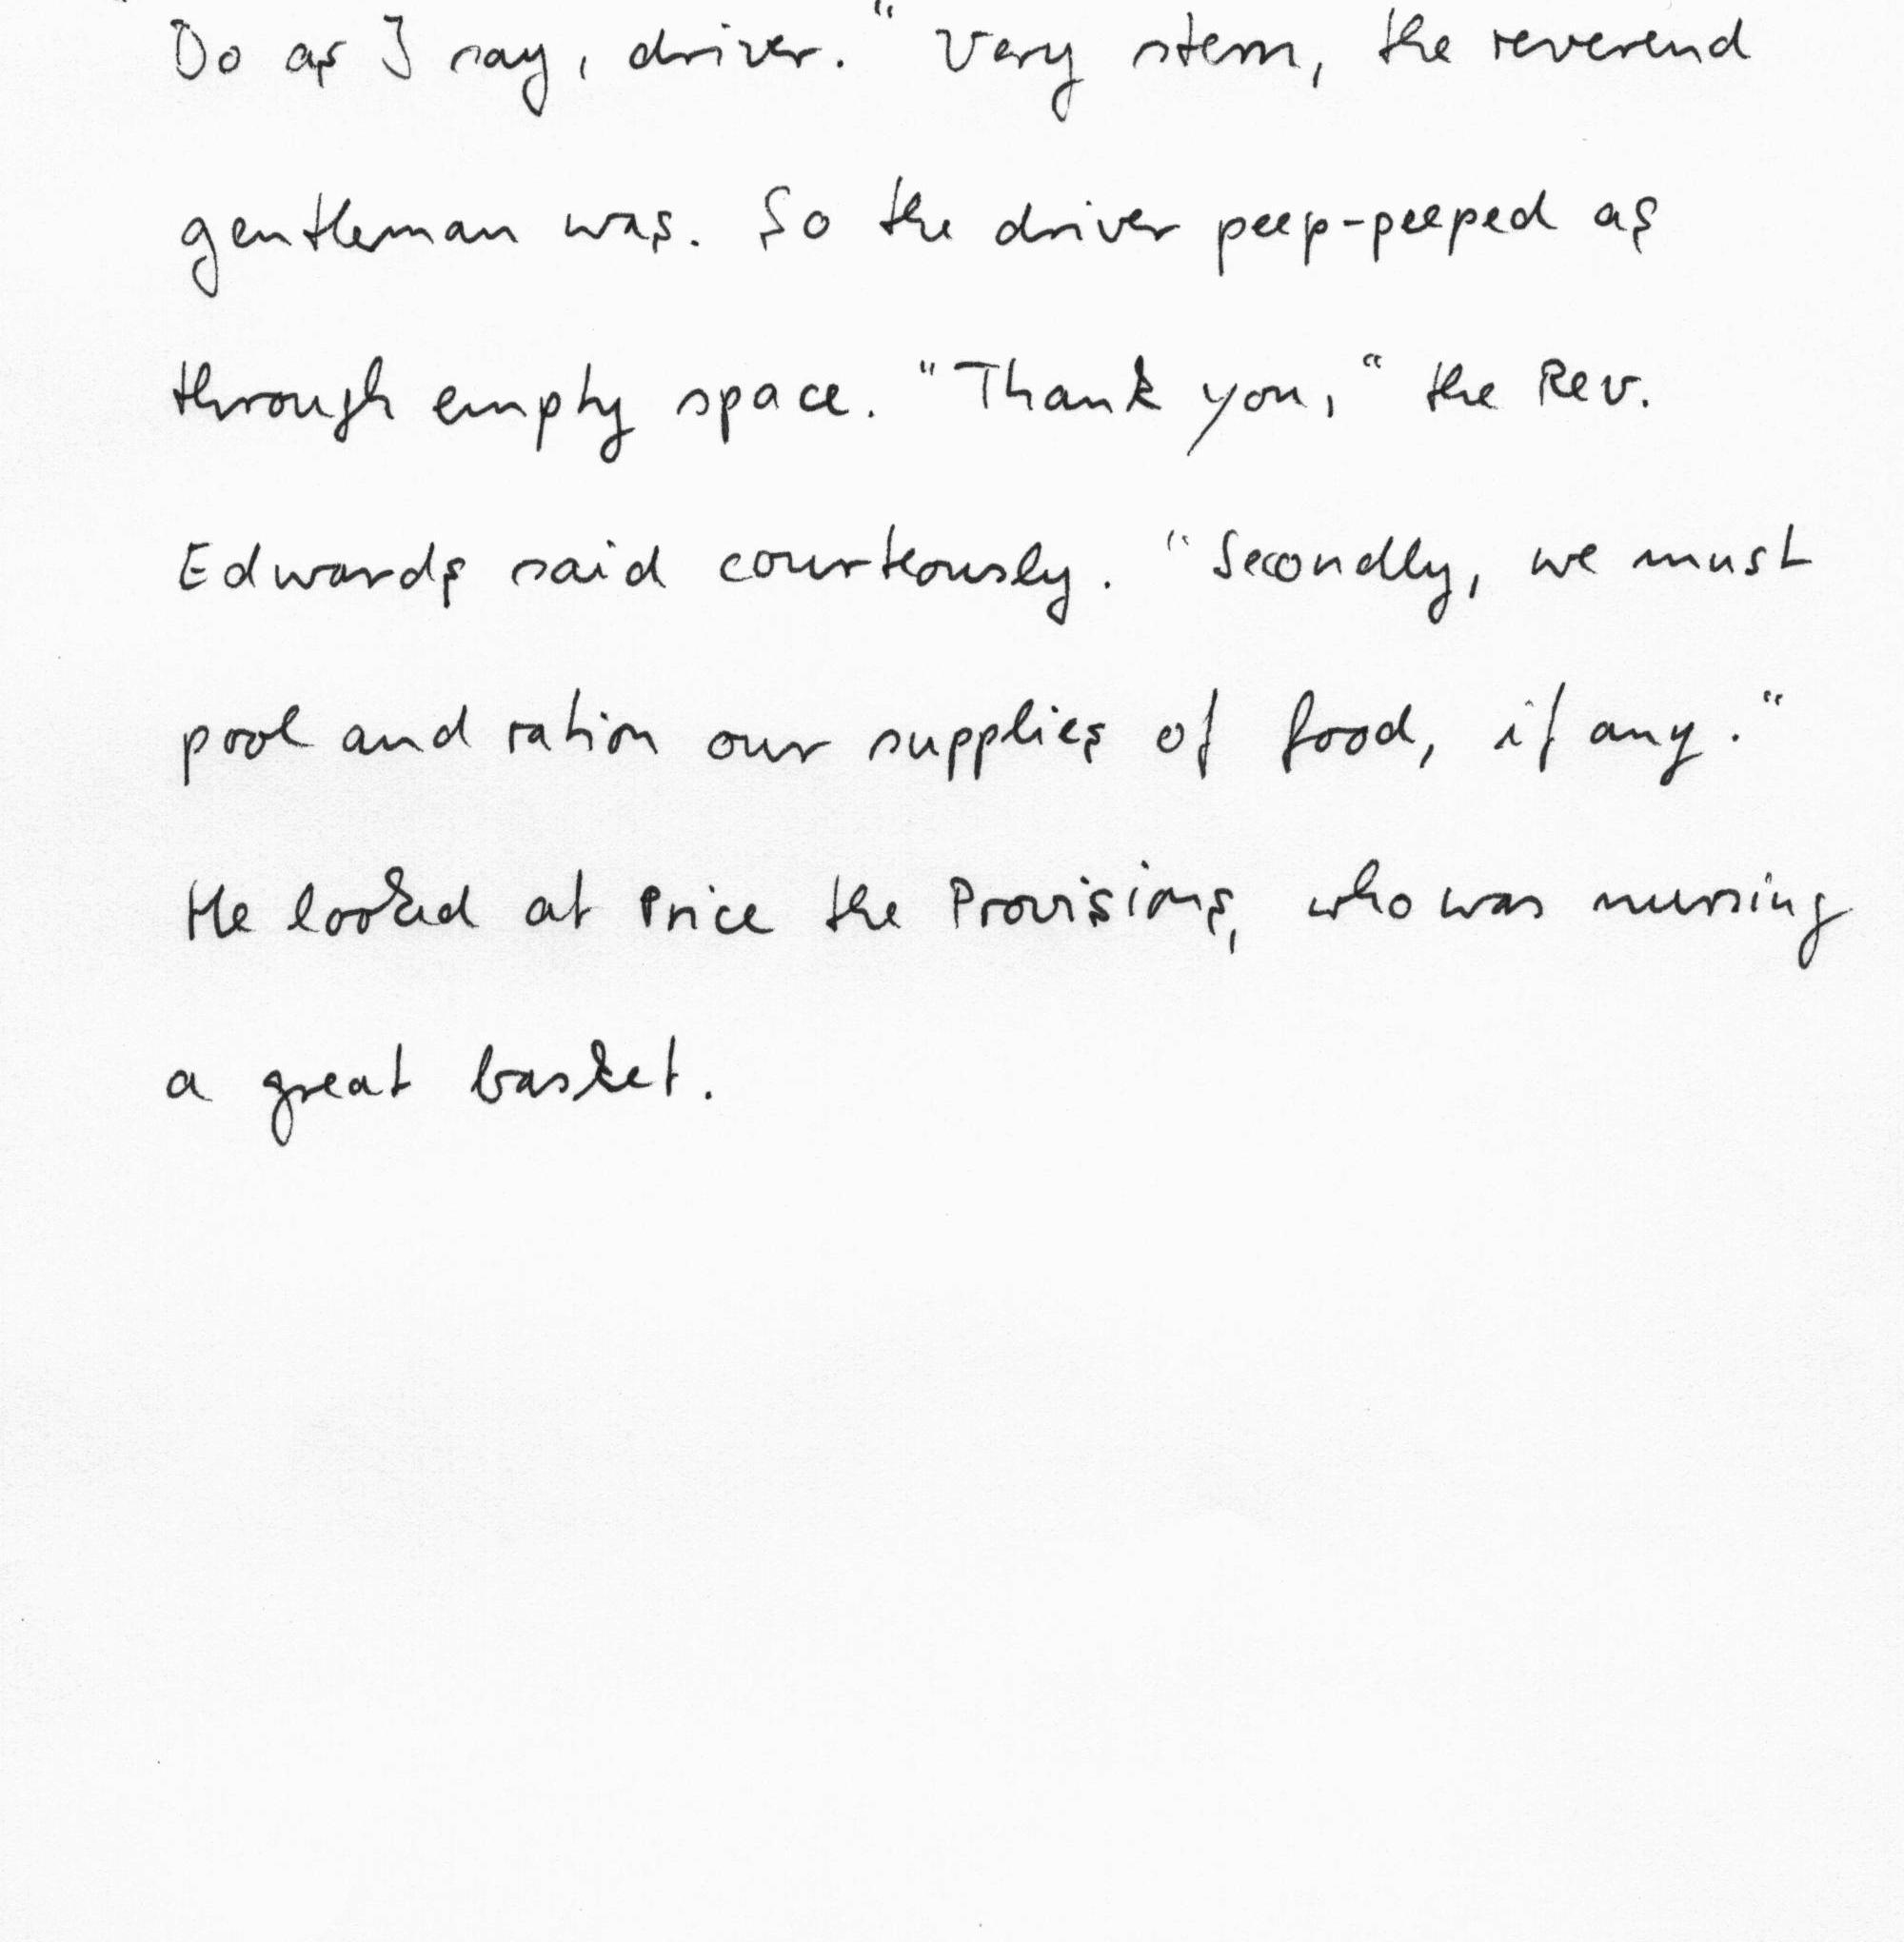 "Do as I say, driver." Very stern, the reverend
gentleman was. So the driver peep-peeped as
through empty space. "Thank you," the Rev.
Edwards said courteously. "Secondly, we must
pool and ration our supplies of food, if any."
He looked at Price the Provisions, who was nursing
a great basket.